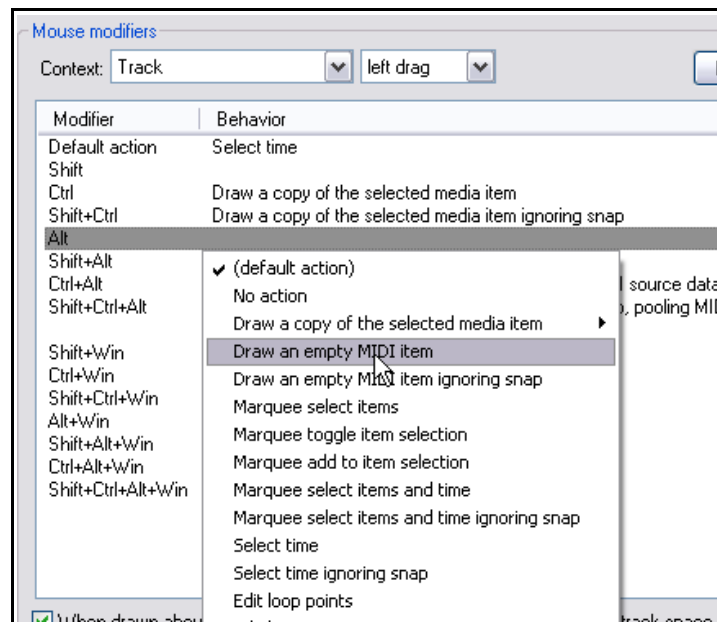 Mouse modifiers
Context: Track left drag
Modifier Behavior
Default action Select time
Shift
Ctrl Draw a copy of the selected media item
Shift+Ctrl Draw a copy of the selected media item ignoring snap
Alt
Shift+Alt
Ctrl+Alt source data
Shift+Ctrl+Alt , pooling MI
Shift+Win
Ctrl+Win
Shift+Ctrl+Win
Alt+Win
Shift+Alt+Win
Ctrl+Alt+Win
Shift+Ctrl+Alt+Win
(default action)
No action
Draw a copy of the selected media item
Draw an empty MIDI item
Draw an empty MIDI item ignoring snap
Marquee select items
Marquee toggle item selection
Marquee add to item selection
Marquee select items and time
Marquee select items and time ignoring snap
Select time
Select time ignoring snap
Edit loop points
When drawn abou track space